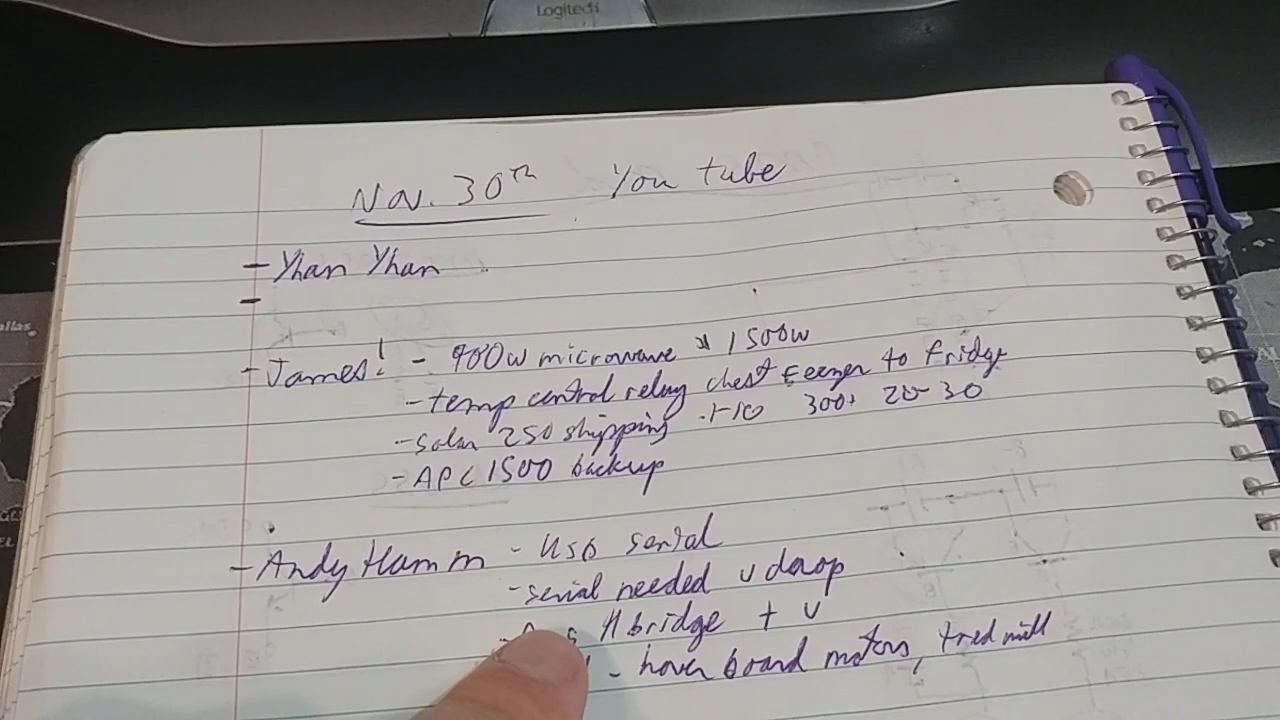 Logitech
Nov. 30th You tube
- Yhan Yhan
-
- James! - 900w microwave 1500w
- temp control relay chest feezer to fridge
- solar 250 shipping 300 20-30
- APC 1500 backup
- Andy Hamm - USB serial
- serial needed v drop
H bridge + v
- hover board motors, tred mill
allas